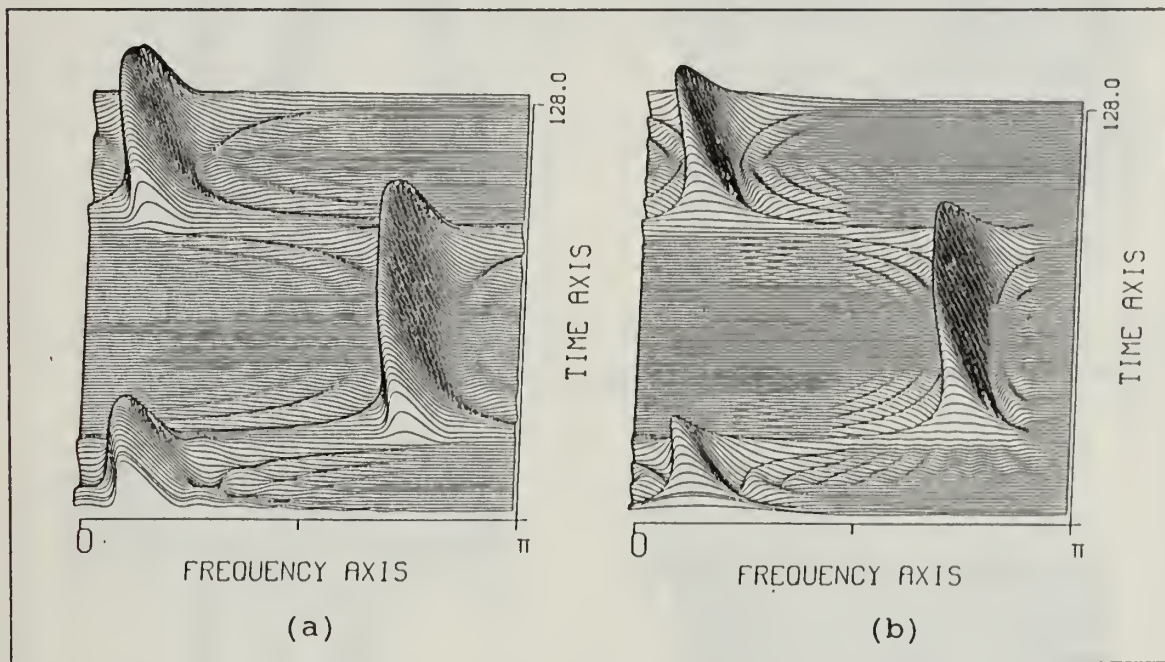 128.0
TIME AXIS
0
π
FREQUENCY AXIS
(a)
128.0
TIME AXIS
0
π
FREQUENCY AXIS
(b)